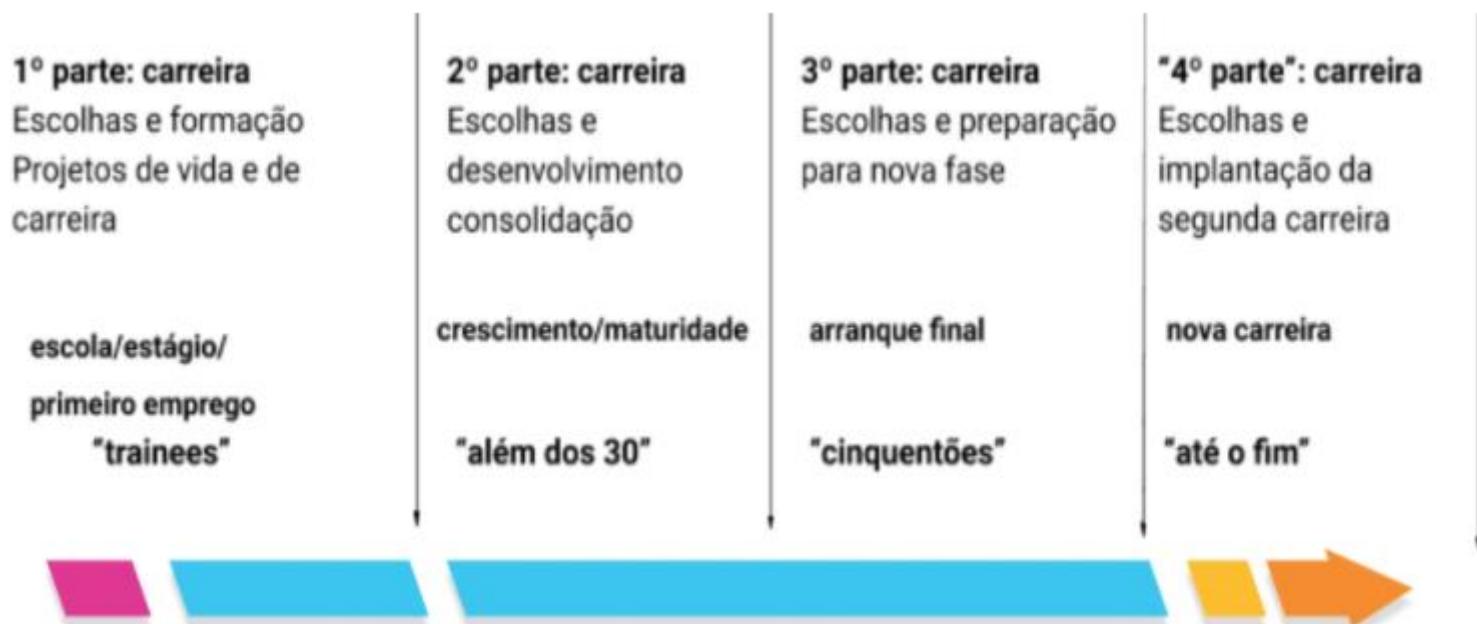 1º parte: carreira
Escolhas e formação
Projetos de vida e de
carreira
escola/estágio/
primeiro emprego
"trainees"
2º parte: carreira
Escolhas e
desenvolvimento
consolidação
crescimento/maturidade
"além dos 30"
3º parte: carreira
Escolhas e preparação
para nova fase
arranque final
"cinquentões"
"4º parte": carreira
Escolhas e
implantação da
segunda carreira
nova carreira
"até o fim"